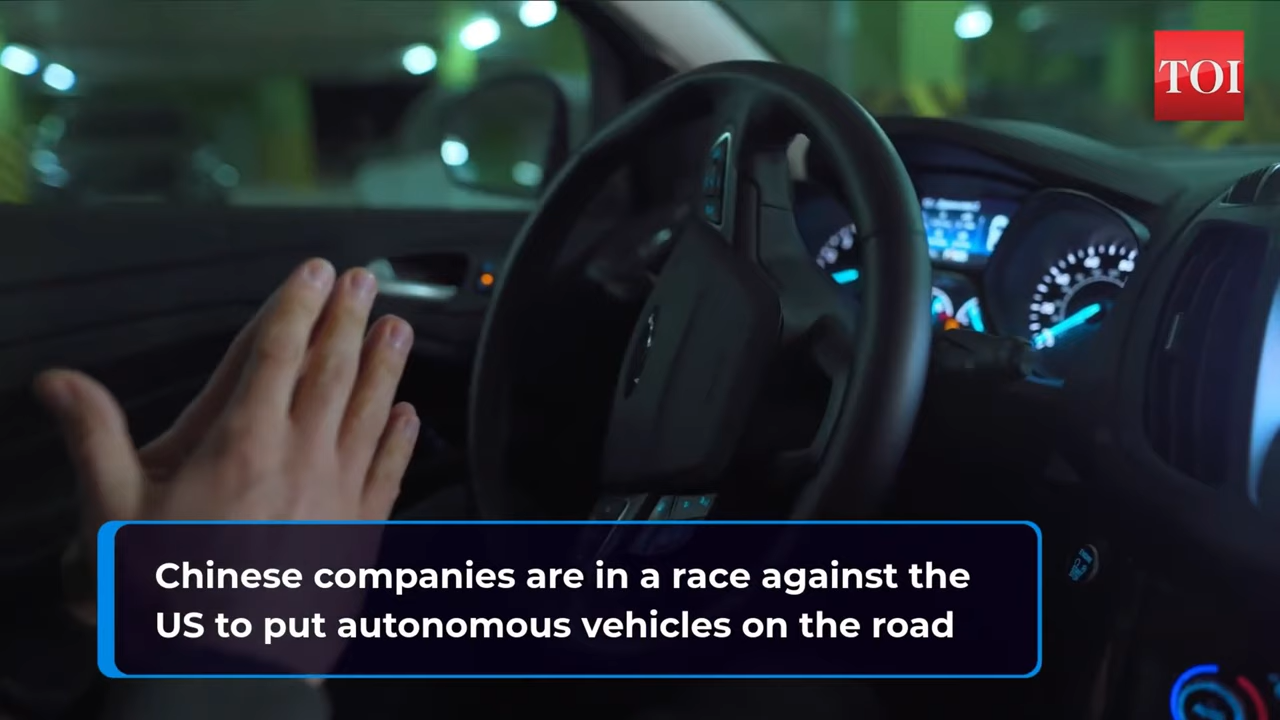 TOI
Chinese companies are in a race against the
US to put autonomous vehicles on the road